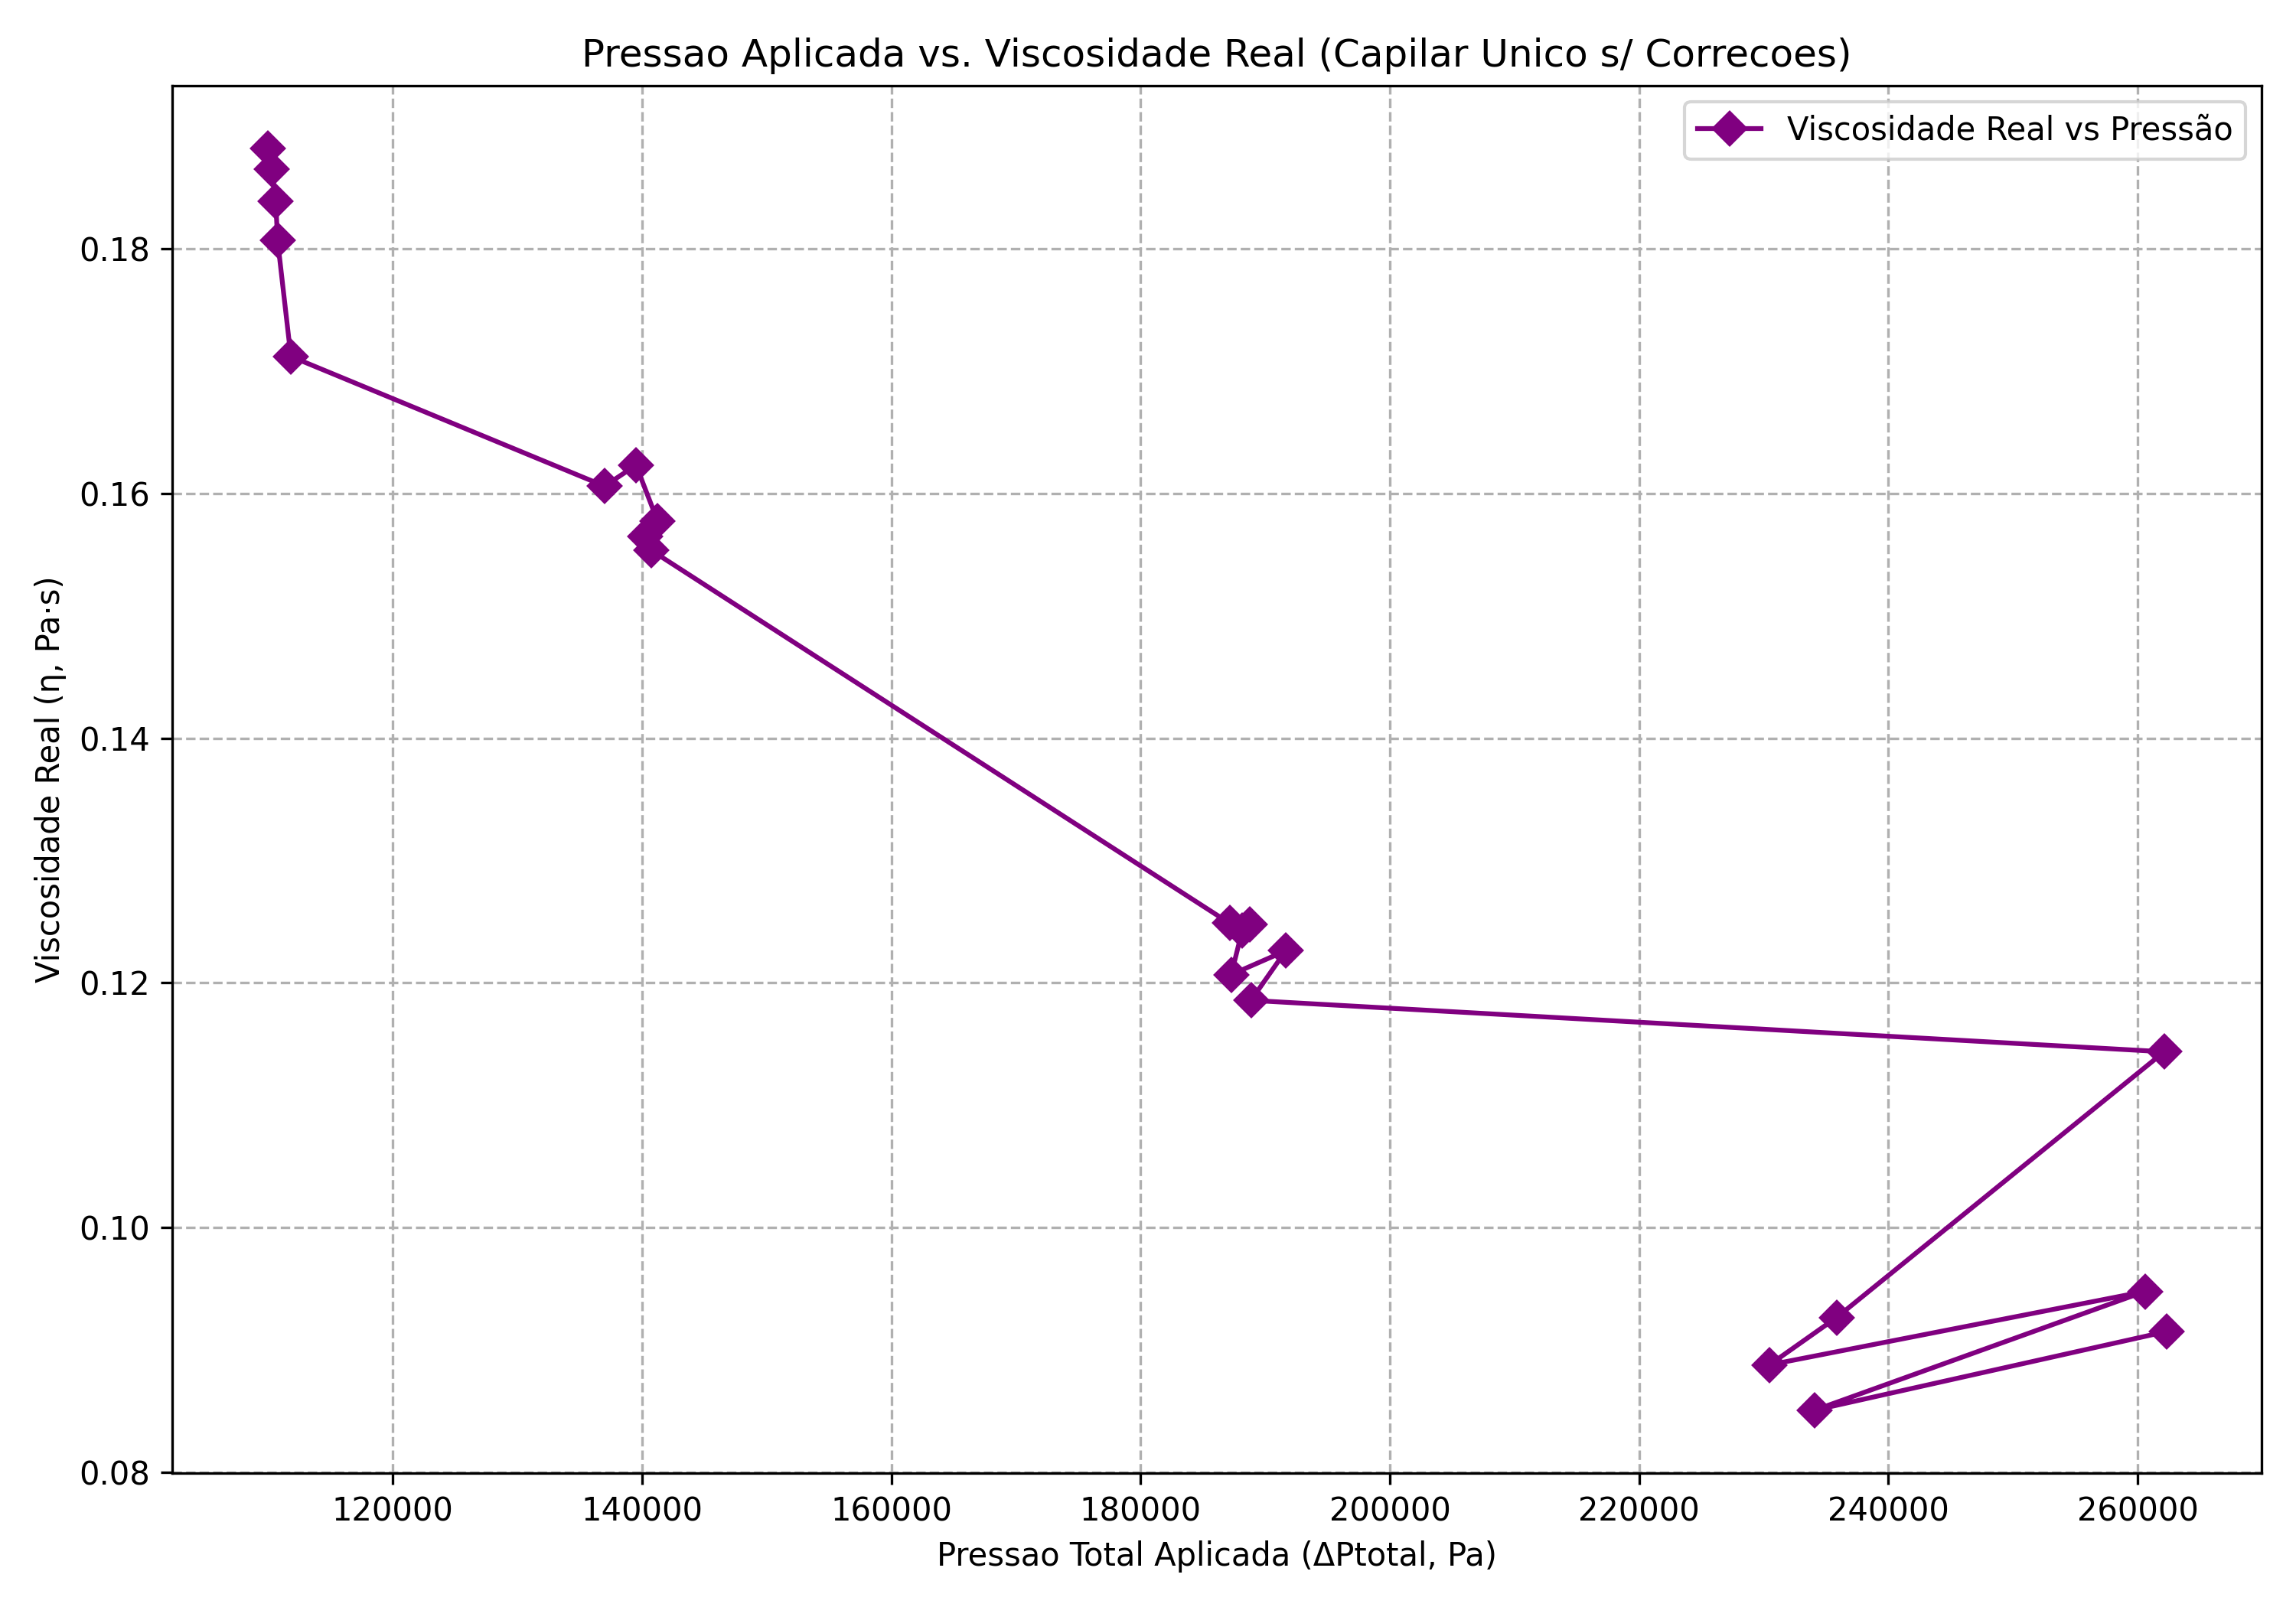 Pressao Aplicada vs. Viscosidade Real (Capilar Unico s/ Correcoes)
Viscosidade Real vs Pressão
Viscosidade Real (η, Pa·s)
0.18
0.16
0.14
0.12
0.10
0.08
120000 140000 160000 180000 200000 220000 240000 260000
Pressao Total Aplicada (ΔPtotal, Pa)